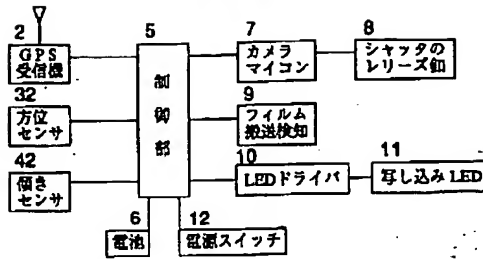 2
GPS
受信機
32
方位
センサ
42
傾き
センサ
5
制
御
部
6
電池
12
電源スイッチ
7
カメラ
マイコン
8
シャッタの
レリーズ釦
9
フィルム
搬送検知
10
LEDドライバ
11
写し込みLED